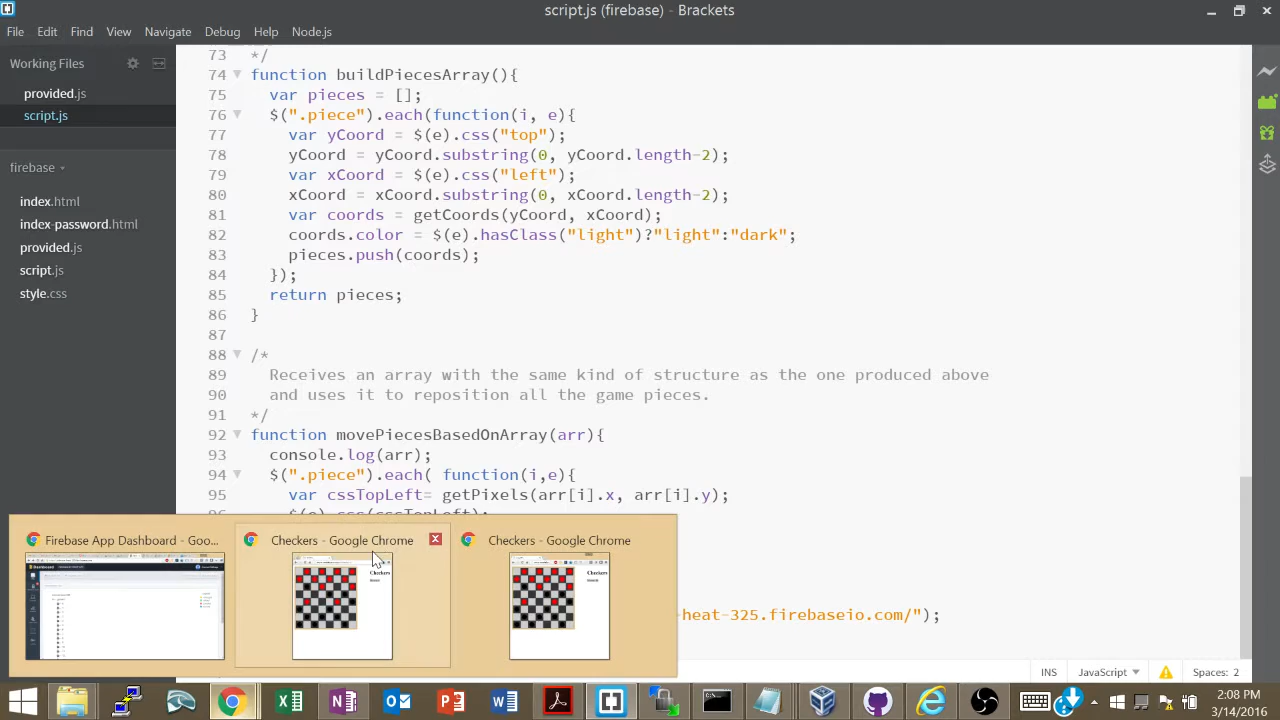 script.js (firebase) - Brackets
File Edit Find View Navigate Debug Help Node.js
Working Files
provided.js
script.js
firebase
index.html
index-password.html
provided.js
script.js
style.css
73 */
74 function buildPiecesArray(){
75 var pieces = [];
76 $(".piece").each(function(i, e){
77 var yCoord = $(e).css("top");
78 yCoord = yCoord.substring(0, yCoord.length-2);
79 var xCoord = $(e).css("left");
80 xCoord = xCoord.substring(0, xCoord.length-2);
81 var coords = getCoords(yCoord, xCoord);
82 coords.color = $(e).hasClass("light")?"light":"dark";
83 pieces.push(coords);
84 });
85 return pieces;
86 }
87
88 /*
89 Receives an array with the same kind of structure as the one produced above
90 and uses it to reposition all the game pieces.
91 */
92 function movePiecesBasedOnArray(arr){
93 console.log(arr);
94 $(".piece").each( function(i,e){
95 var cssTopLeft= getPixels(arr[i].x, arr[i].y);
96 $(e).css(cssTopLeft);
Firebase App Dashboard - Goo...
Checkers - Google Chrome
Checkers - Google Chrome
Checkers
Checkers
-heat-325.firebaseio.com/");
INS JavaScript Spaces: 2
2:08 PM
3/14/2016